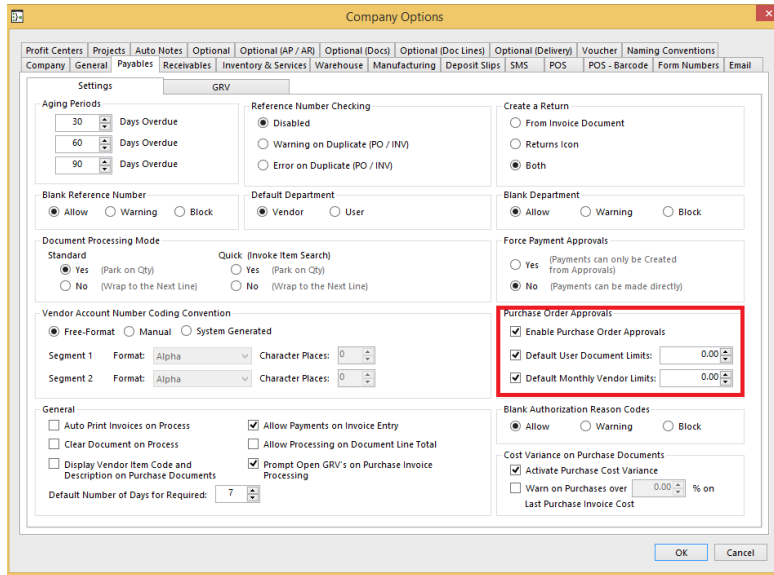 Company Options
Profit Centers Projects Auto Notes Optional Optional (AP / AR) Optional (Docs) Optional (Doc Lines) Optional (Delivery) Voucher Naming Conventions
Company General Payables Receivables Inventory & Services Warehouse Manufacturing Deposit Slips SMS POS POS - Barcode Form Numbers Email
Settings GRV
Aging Periods
30 Days Overdue
60 Days Overdue
90 Days Overdue
Reference Number Checking
Disabled
Warning on Duplicate (PO / INV)
Error on Duplicate (PO / INV)
Create a Return
From Invoice Document
Returns Icon
Both
Blank Reference Number
Allow Warning Block
Default Department
Vendor User
Blank Department
Allow Warning Block
Document Processing Mode
Standard Quick (Invoke Item Search)
Yes (Park on Qty) Yes (Park on Qty)
No (Wrap to the Next Line) No (Wrap to the Next Line)
Force Payment Approvals
Yes (Payments can only be Created
from Approvals)
No (Payments can be made directly)
Vendor Account Number Coding Convention
Free-Format Manual System Generated
Segment 1 Format: Alpha Character Places: 0
Segment 2 Format: Alpha Character Places: 0
Purchase Order Approvals
Enable Purchase Order Approvals
Default User Document Limits: 0.00
Default Monthly Vendor Limits: 0.00
General
Auto Print Invoices on Process Allow Payments on Invoice Entry
Clear Document on Process Allow Processing on Document Line Total
Display Vendor Item Code and Prompt Open GRV's on Purchase Invoice
Description on Purchase Documents Processing
Default Number of Days for Required: 7
Blank Authorization Reason Codes
Allow Warning Block
Cost Variance on Purchase Documents
Activate Purchase Cost Variance
Warn on Purchases over 0.00 % on
Last Purchase Invoice Cost
OK Cancel